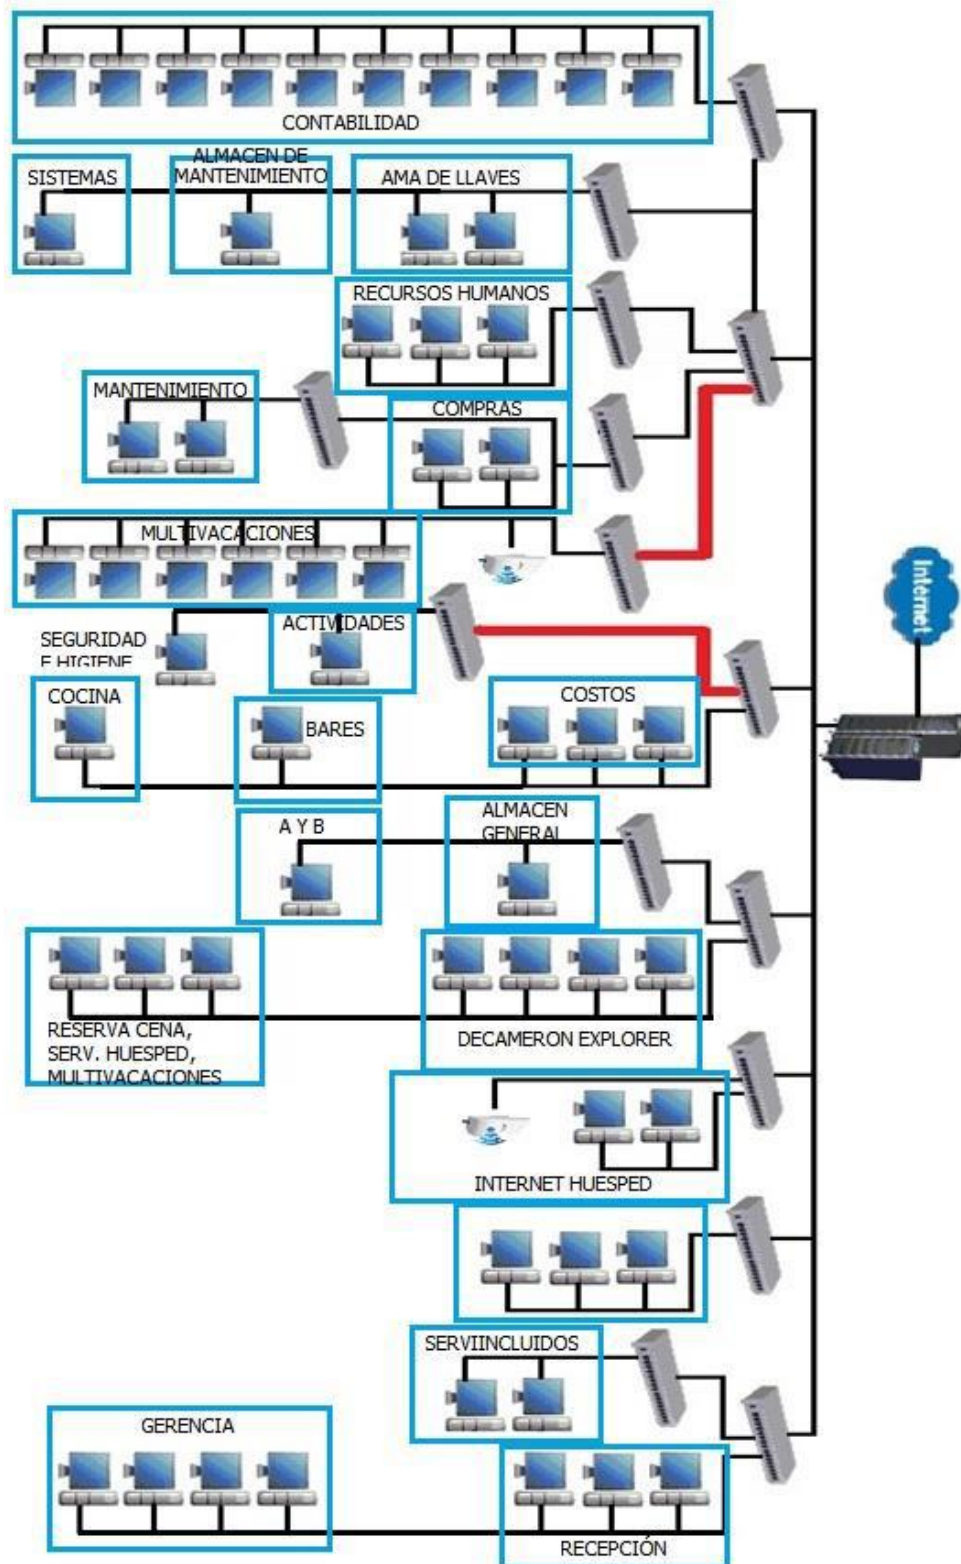 CONTABILIDAD
SISTEMAS
ALMACEN DE
MANTENIMIENTO
AMA DE LLAVES
RECURSOS HUMANOS
MANTENIMIENTO
COMPRAS
MULTIVACACIONES
SEGURIDAD
E HIGIENE
ACTIVIDADES
Internet
COCINA
BARES
COSTOS
A Y B
ALMACEN
GENERAL
RESERVA CENA,
SERV. HUESPED,
MULTIVACACIONES
DECAMERON EXPLORER
INTERNET HUESPED
SERVIINCLUIDOS
GERENCIA
RECEPCIÓN